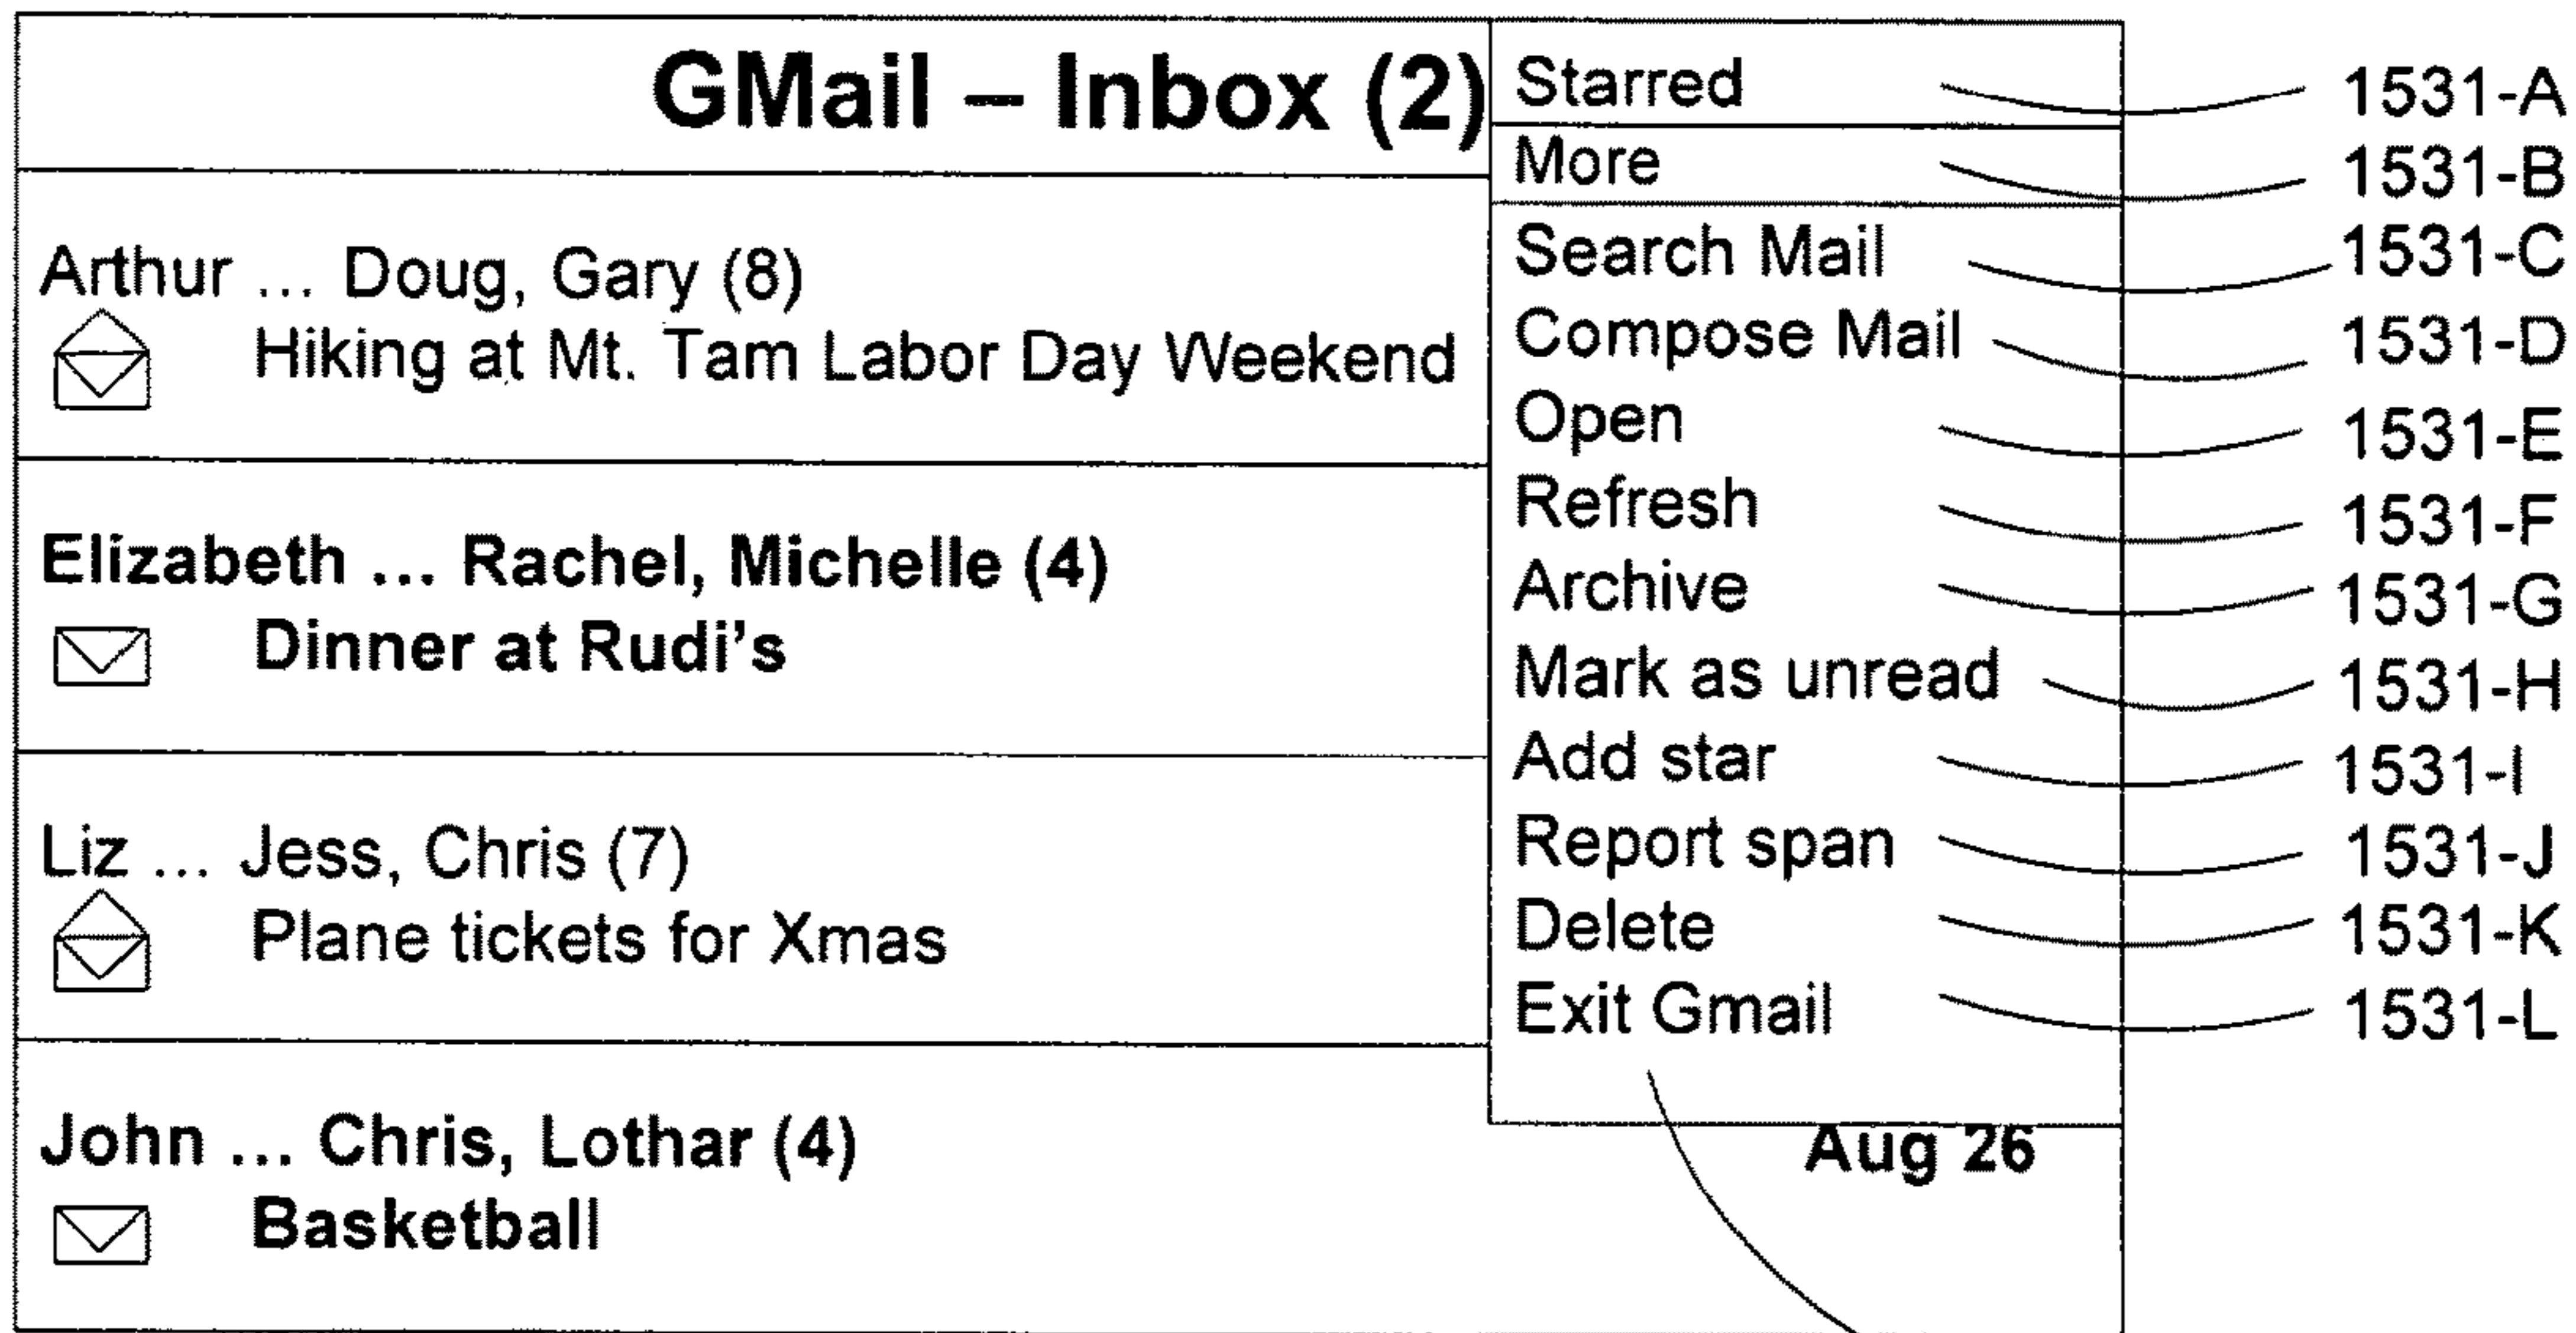 GMail – Inbox (2)
Arthur ... Doug, Gary (8)
Hiking at Mt. Tam Labor Day Weekend
Elizabeth ... Rachel, Michelle (4)
Dinner at Rudi's
Liz ... Jess, Chris (7)
Plane tickets for Xmas
John ... Chris, Lothar (4)
Aug 26
Basketball
Starred 1531-A
More 1531-B
Search Mail 1531-C
Compose Mail 1531-D
Open 1531-E
Refresh 1531-F
Archive 1531-G
Mark as unread 1531-H
Add star 1531-I
Report span 1531-J
Delete 1531-K
Exit Gmail 1531-L